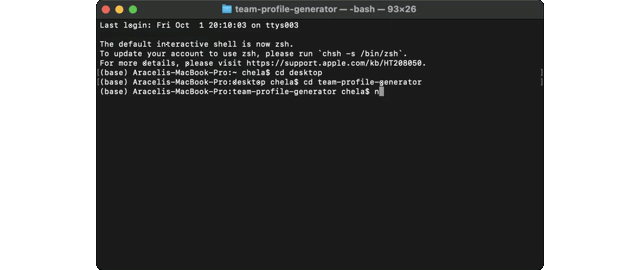 team-profile-generator — -bash — 93×26
Last login: Fri Oct  1 20:10:03 on ttys003
The default interactive shell is now zsh.
To update your account to use zsh, please run `chsh -s /bin/zsh`.
For more details, please visit https://support.apple.com/kb/HT208050.
[(base) Aracelis-MacBook-Pro:~ chela$ cd desktop ]
[(base) Aracelis-MacBook-Pro:desktop chela$ cd team-profile-generator ]
(base) Aracelis-MacBook-Pro:team-profile-generator chela$ n